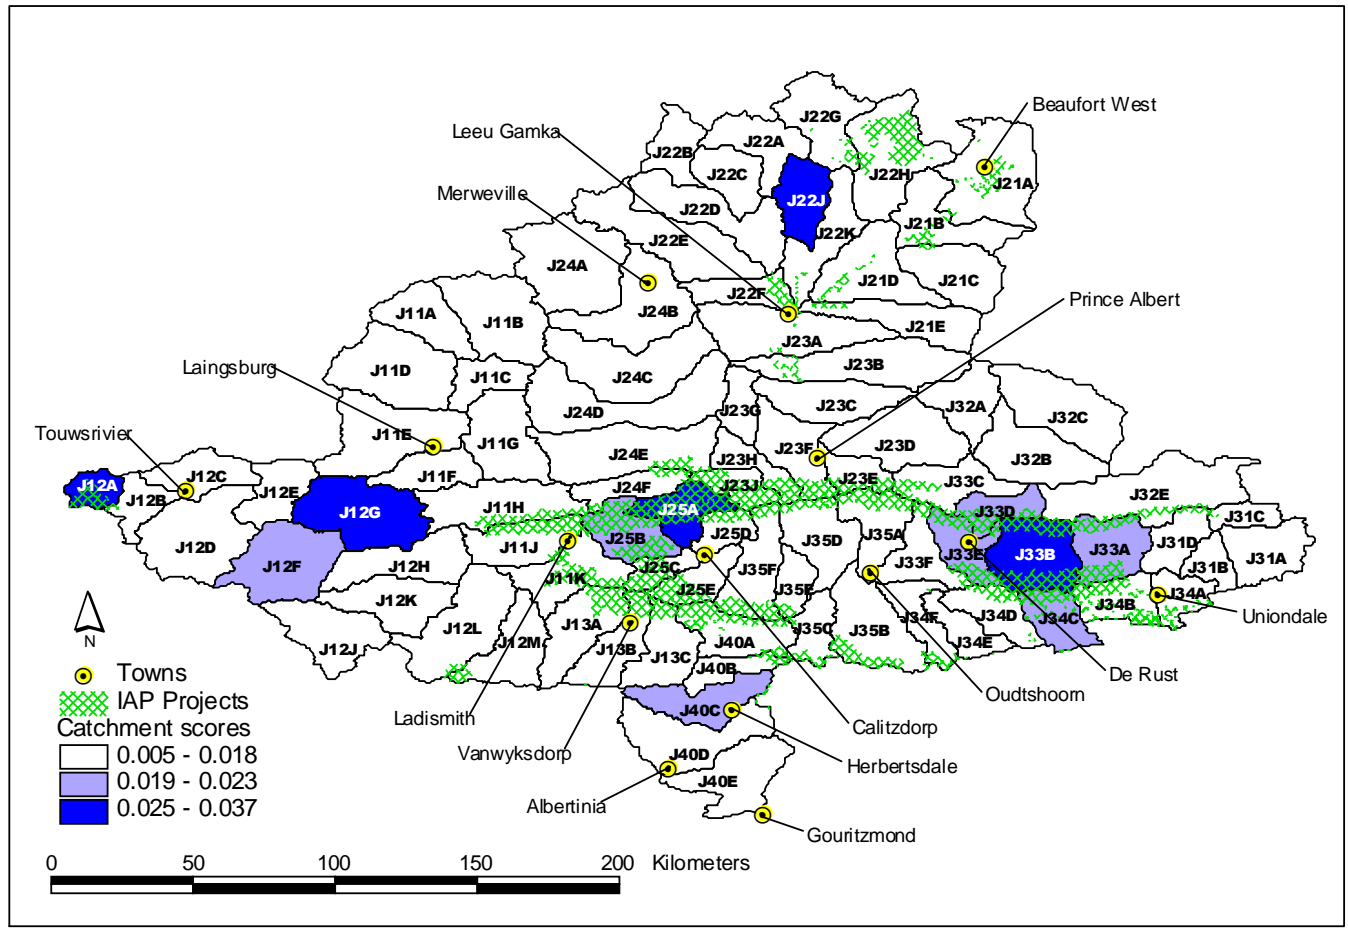 Beaufort West
J22G
Leeu Gamka
J22A
J22B
J22C
J22H
J21A
Merweville
J22J
J22D
J21B
J22K
J22E
J24A
J21D
J21C
J22F
Prince Albert
J11A
J11B
J24B
J21E
J23A
Laingsburg
J11D
J11C
J24C
J23B
J23G
J23C
J32A
J32C
J24D
Touwsrivier
J11E
J11G
J23F
J23D
J24E
J23H
J32B
J12C
J11F
J12A
J12B
J12E
J24F
J23J
J23E
J33C
J32E
J11H
J12G
J25A
J33D
J31C
J12D
J11J
J25B
J25D
J35D
J35A
J33E
J33B
J33A
J31D
J31A
J12F
J12H
J11K
J25C
J35F
J33F
J31B
J25E
J35E
J12K
J34A
J34B
J12L
J13A
J35C
J35B
J34F
J34D
J34C
Uniondale
N
J12J
J12M
J13B
J13C
J40A
J34E
J40B
Towns
De Rust
IAP Projects
Oudtshoorn
Ladismith
J40C
Catchment scores
Calitzdorp
0.005 - 0.018
Vanwyksdorp
J40D
Herbertsdale
0.019 - 0.023
J40E
0.025 - 0.037
Albertinia
Gouritzmond
0 50 100 150 200 Kilometers